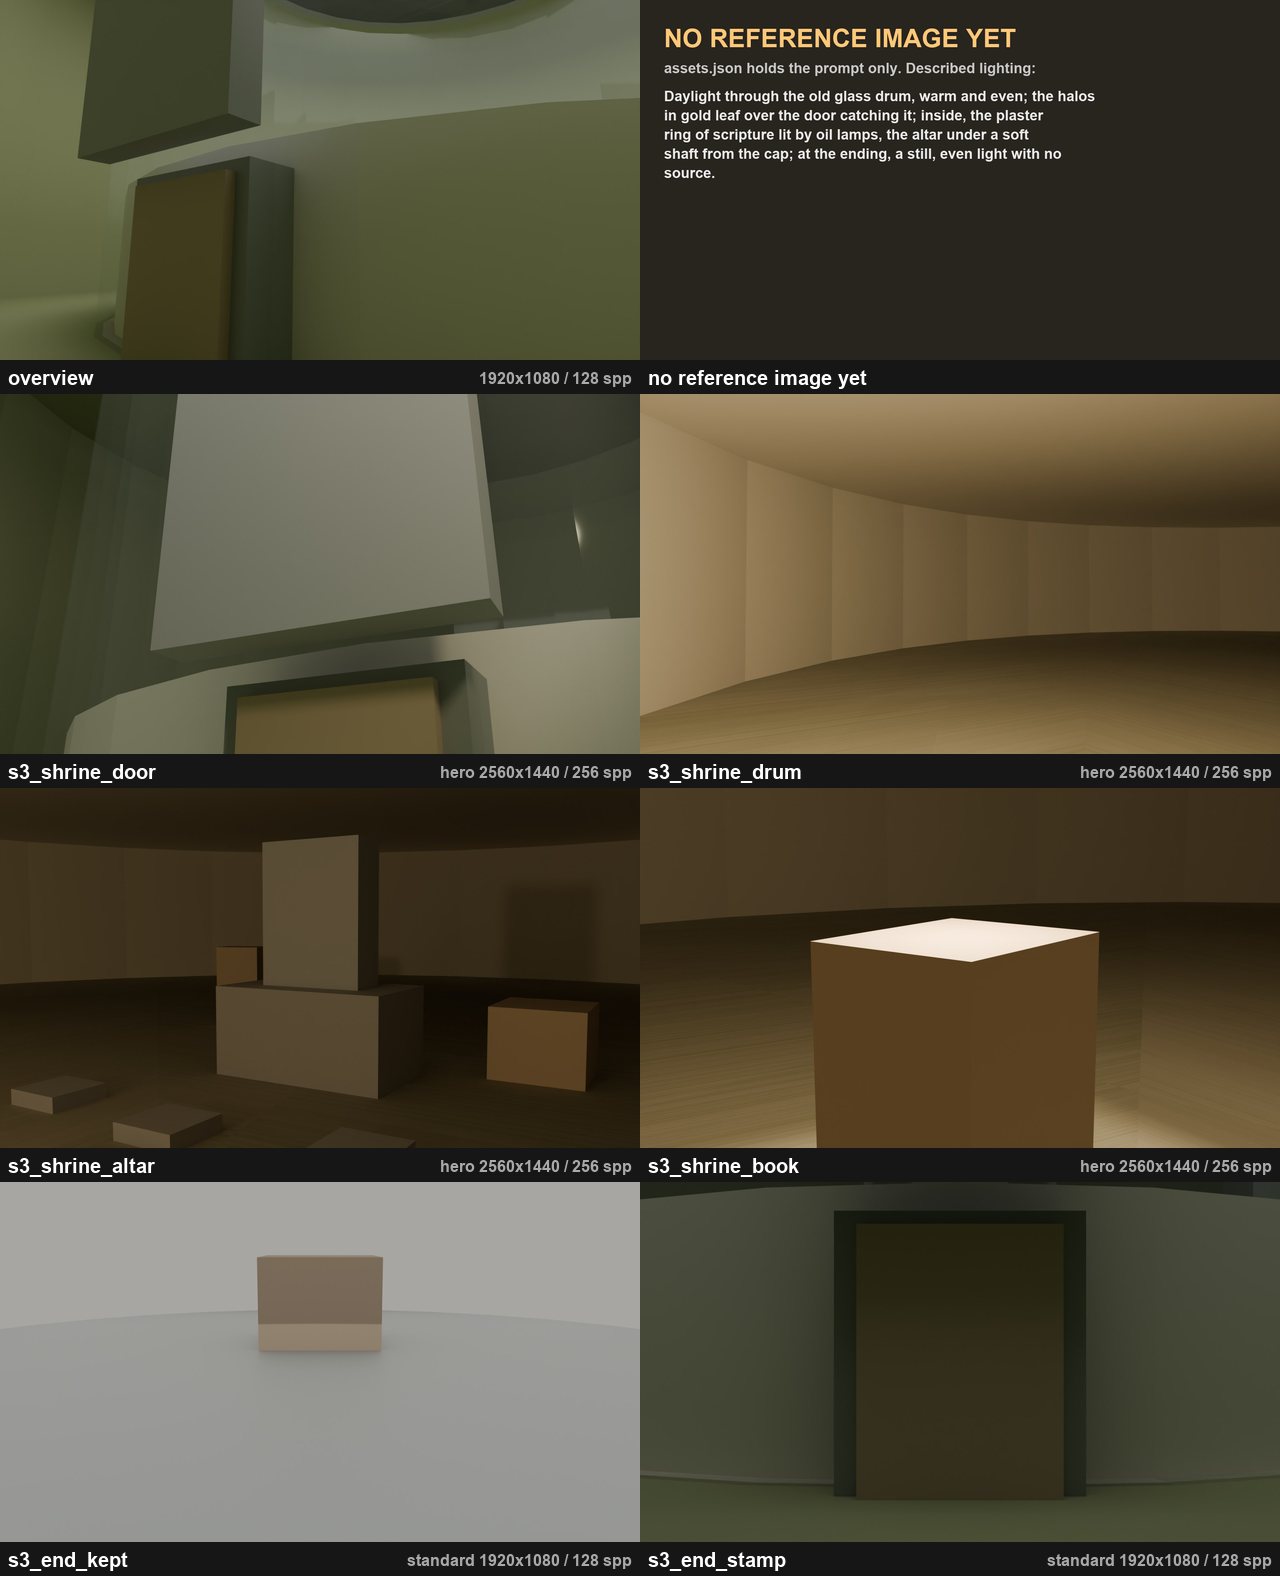 NO REFERENCE IMAGE YET
assets.json holds the prompt only. Described lighting:
Daylight through the old glass drum, warm and even; the halos
in gold leaf over the door catching it; inside, the plaster
ring of scripture lit by oil lamps, the altar under a soft
shaft from the cap; at the ending, a still, even light with no
source.
overview
1920x1080 / 128 spp
no reference image yet
s3_shrine_door
hero 2560x1440 / 256 spp
s3_shrine_drum
hero 2560x1440 / 256 spp
s3_shrine_altar
hero 2560x1440 / 256 spp
s3_shrine_book
hero 2560x1440 / 256 spp
s3_end_kept
standard 1920x1080 / 128 spp
s3_end_stamp
standard 1920x1080 / 128 spp